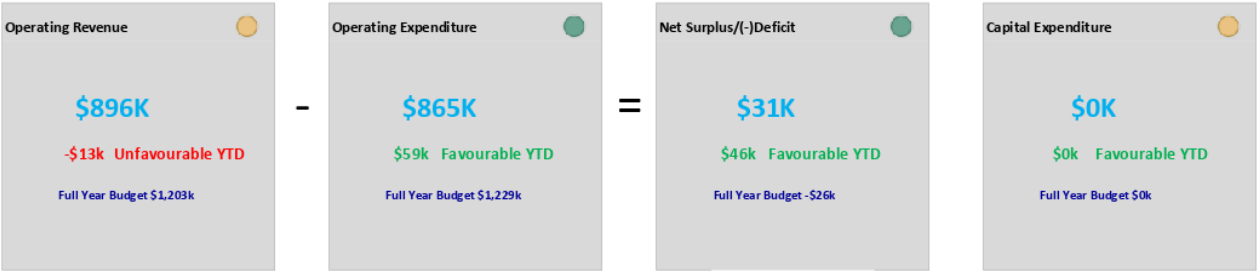 Operating Revenue
$896K
-$13k Unfavourable YTD
Full Year Budget $1,203k
-
Operating Expenditure
$865K
$59k Favourable YTD
Full Year Budget $1,229k
=
Net Surplus/(-)Deficit
$31K
$46k Favourable YTD
Full Year Budget -$26k
Capital Expenditure
$0K
$0k Favourable YTD
Full Year Budget $0k